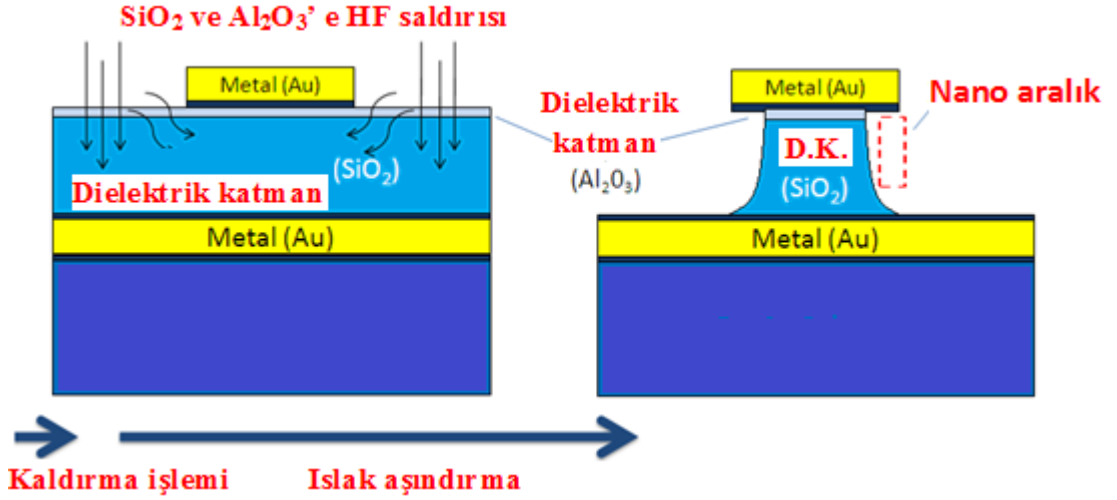 SiO₂ ve Al₂O₃' e HF saldırısı
Metal (Au)
(SiO₂)
Dielektrik katman
Metal (Au)
Dielektrik
katman
(Al₂O₃)
Metal (Au)
Nano aralık
D.K.
(SiO₂)
Metal (Au)
Kaldırma işlemi
Islak aşındırma